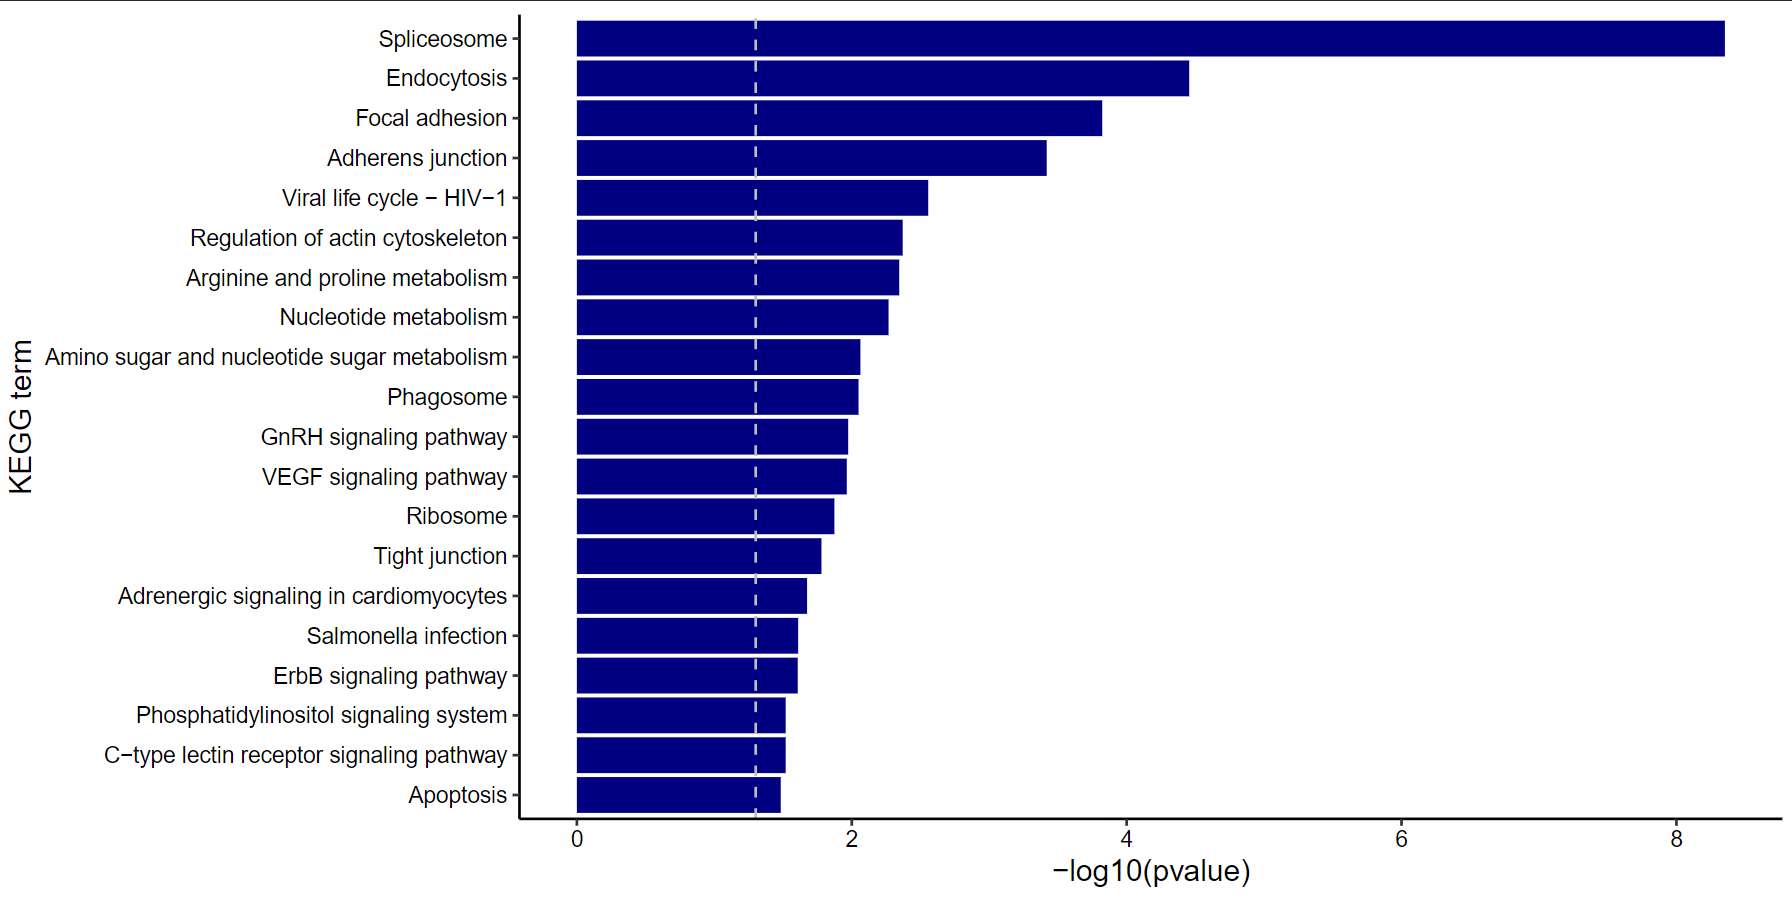 Spliceosome
Endocytosis
Focal adhesion
Adherens junction
Viral life cycle − HIV−1
Regulation of actin cytoskeleton
Arginine and proline metabolism
Nucleotide metabolism
Amino sugar and nucleotide sugar metabolism
Phagosome
GnRH signaling pathway
VEGF signaling pathway
Ribosome
Tight junction
Adrenergic signaling in cardiomyocytes
Salmonella infection
ErbB signaling pathway
Phosphatidylinositol signaling system
C−type lectin receptor signaling pathway
Apoptosis
KEGG term
0 2 4 6 8
−log10(pvalue)